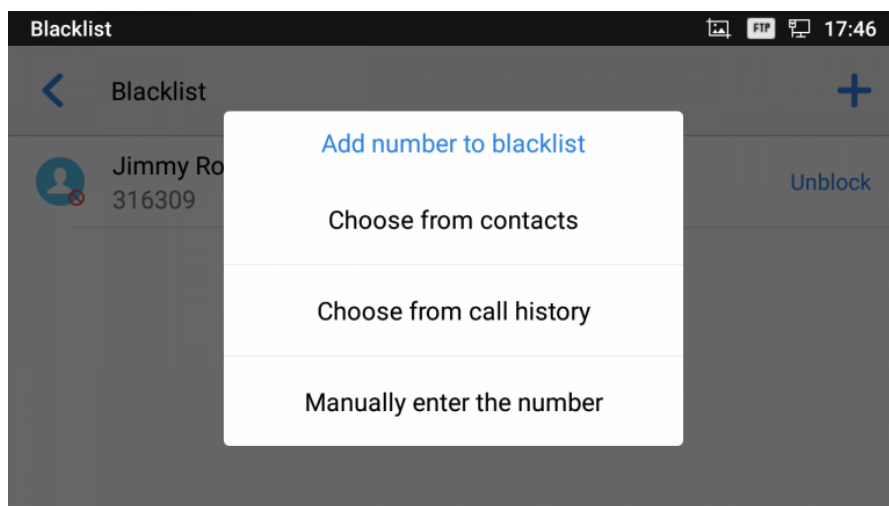 Blacklist FTP 17:46
Blacklist
Add number to blacklist
Jimmy Ro
316309
Unblock
Choose from contacts
Choose from call history
Manually enter the number